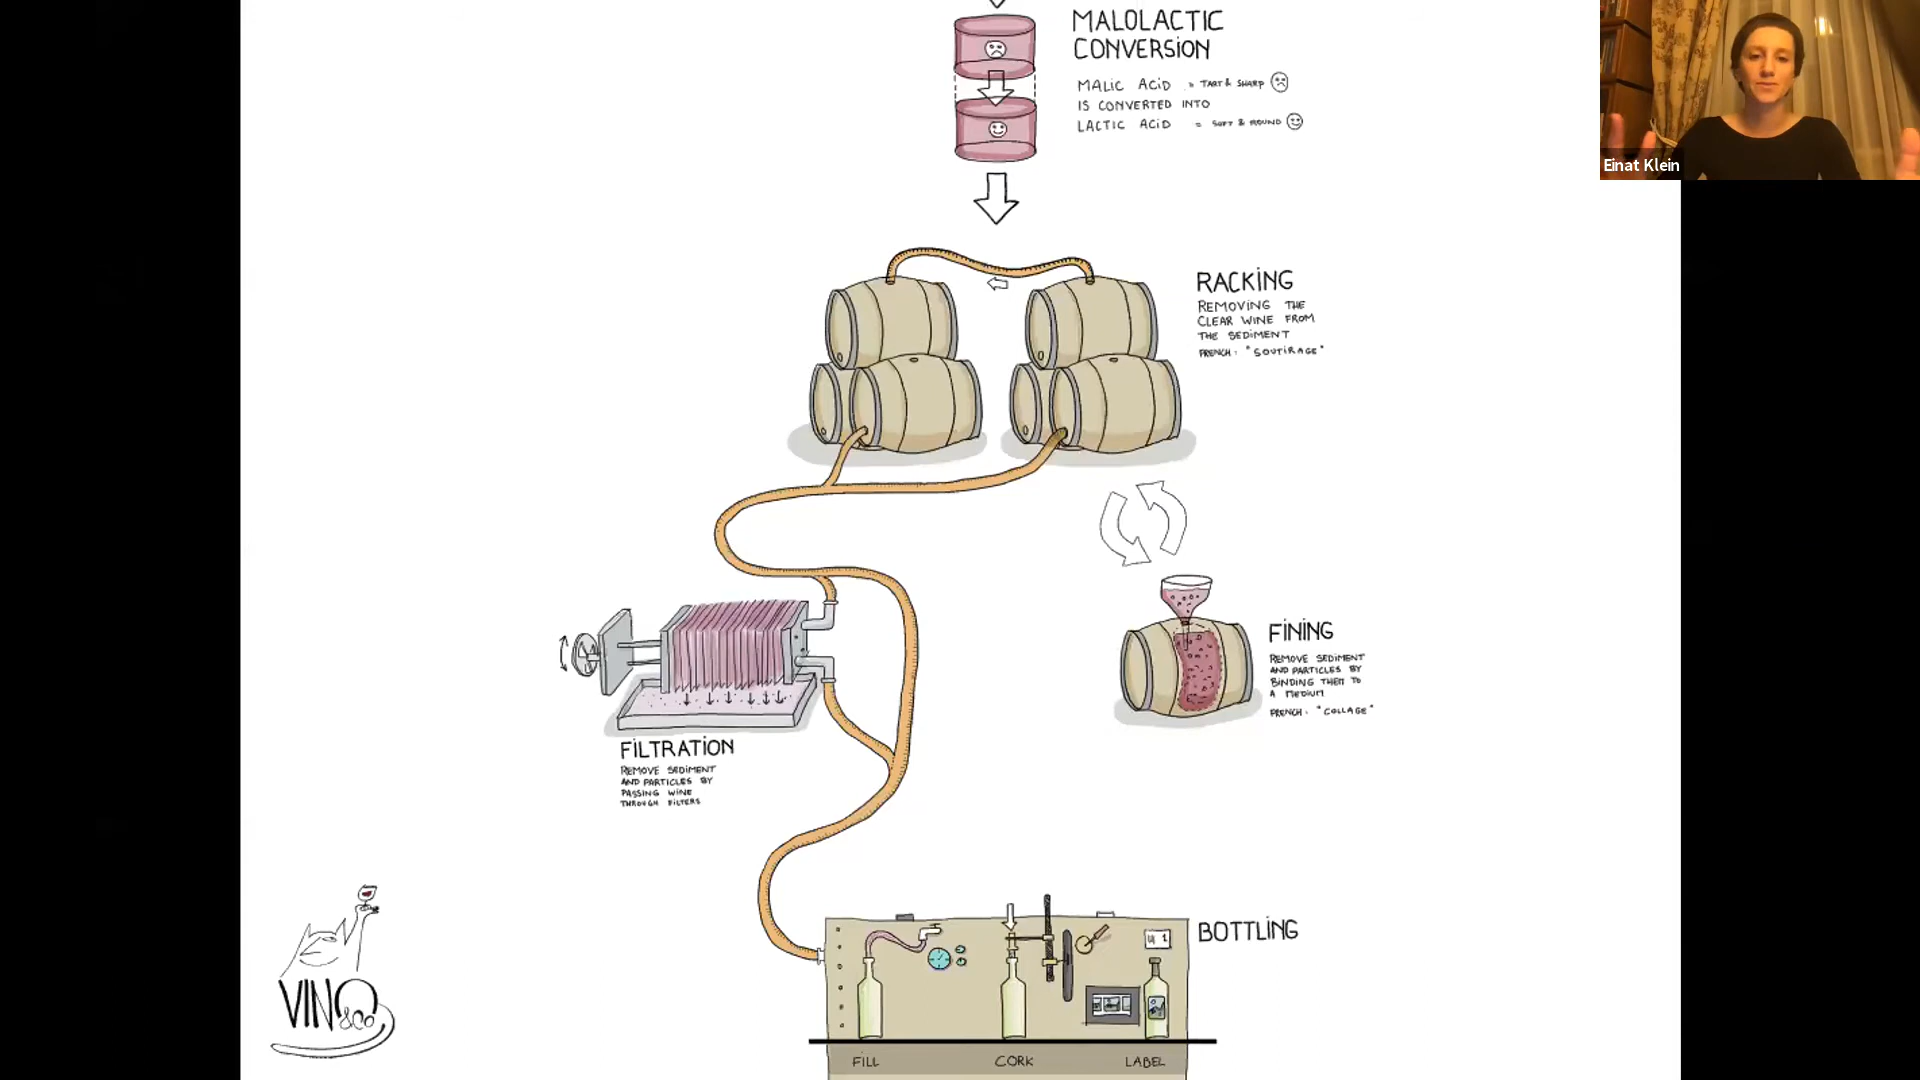 MALOLACTIC
CONVERSION
MALIC ACID = TART & SHARP
IS CONVERTED INTO
LACTIC ACID = SOFT & ROUND
Einat Klein
RACKING
REMOVING THE
CLEAR WINE FROM
THE SEDIMENT
FRENCH: "SOUTIRAGE"
FINING
REMOVE SEDIMENT
AND PARTICLES BY
BINDING THEM TO
A MEDIUM
FRENCH: "COLLAGE"
FILTRATION
REMOVE SEDIMENT
AND PARTICLES BY
PASSING WINE
THROUGH FILTERS
BOTTLING
FILL CORK LABEL
VINO
&CO